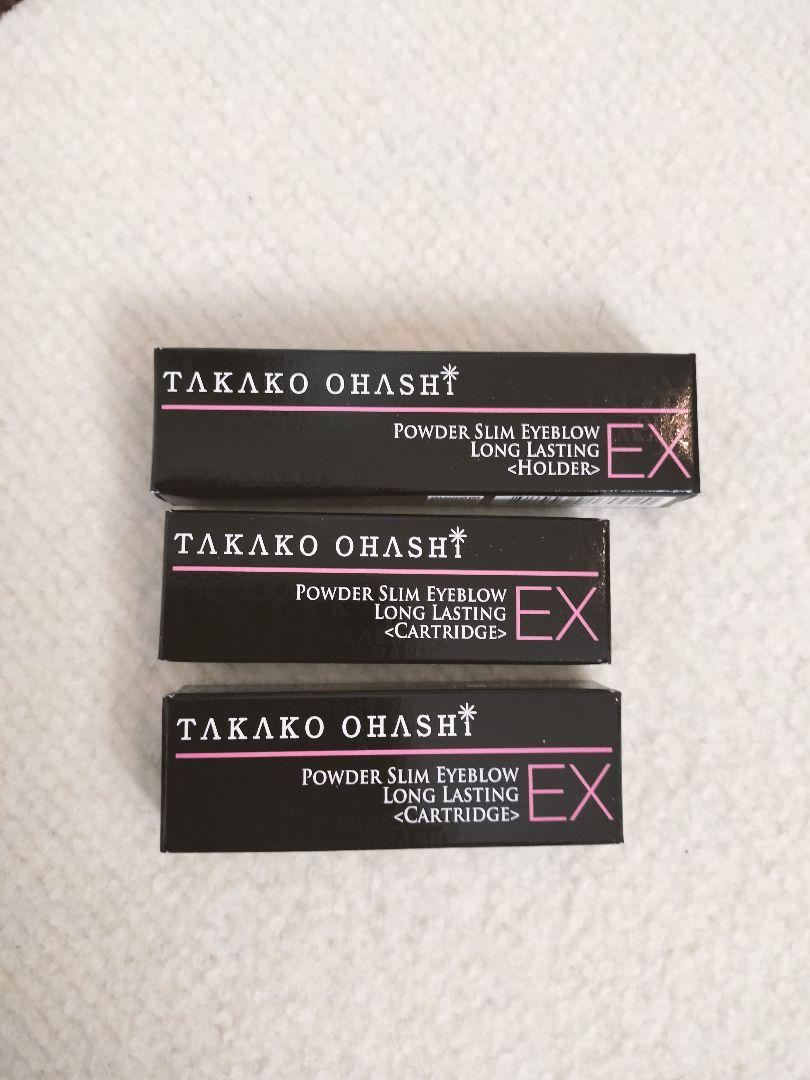 TAKAKO OHASHI
POWDER SLIM EYEBLOW
LONG LASTING
<HOLDER>
EX
TAKAKO OHASHI
POWDER SLIM EYEBLOW
LONG LASTING
<CARTRIDGE>
EX
TAKAKO OHASHI
POWDER SLIM EYEBLOW
LONG LASTING
<CARTRIDGE>
EX